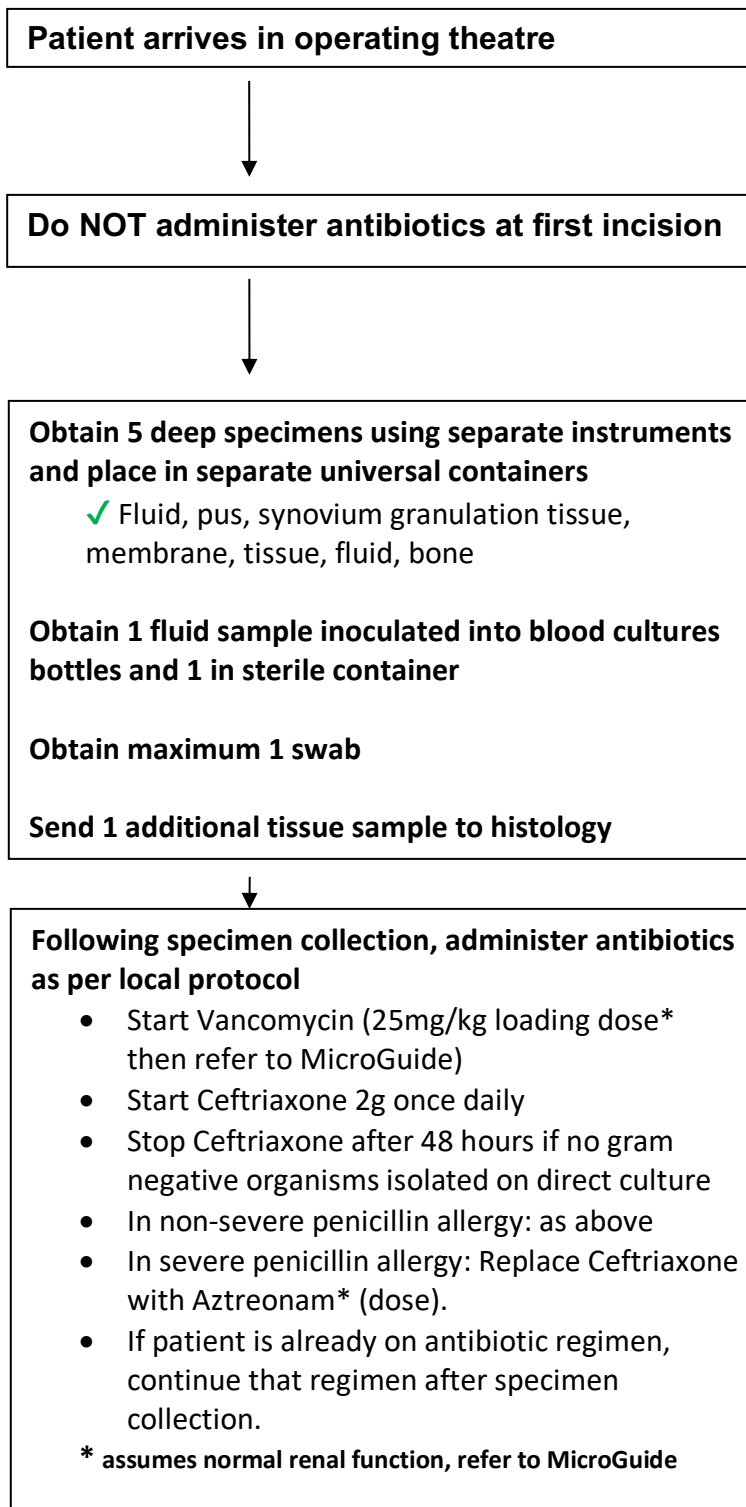 Patient arrives in operating theatre
Do NOT administer antibiotics at first incision
Obtain 5 deep specimens using separate instruments
and place in separate universal containers
✓ Fluid, pus, synovium granulation tissue,
membrane, tissue, fluid, bone
Obtain 1 fluid sample inoculated into blood cultures
bottles and 1 in sterile container
Obtain maximum 1 swab
Send 1 additional tissue sample to histology
Following specimen collection, administer antibiotics
as per local protocol
• Start Vancomycin (25mg/kg loading dose*
then refer to MicroGuide)
• Start Ceftriaxone 2g once daily
• Stop Ceftriaxone after 48 hours if no gram
negative organisms isolated on direct culture
• In non-severe penicillin allergy: as above
• In severe penicillin allergy: Replace Ceftriaxone
with Aztreonam* (dose).
• If patient is already on antibiotic regimen,
continue that regimen after specimen
collection.
* assumes normal renal function, refer to MicroGuide